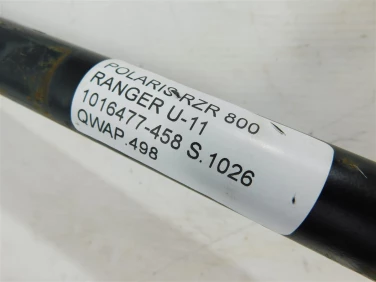 POLARIS RZR 800
RANGER U-11
1016477-458 S.1026
QWAP.498